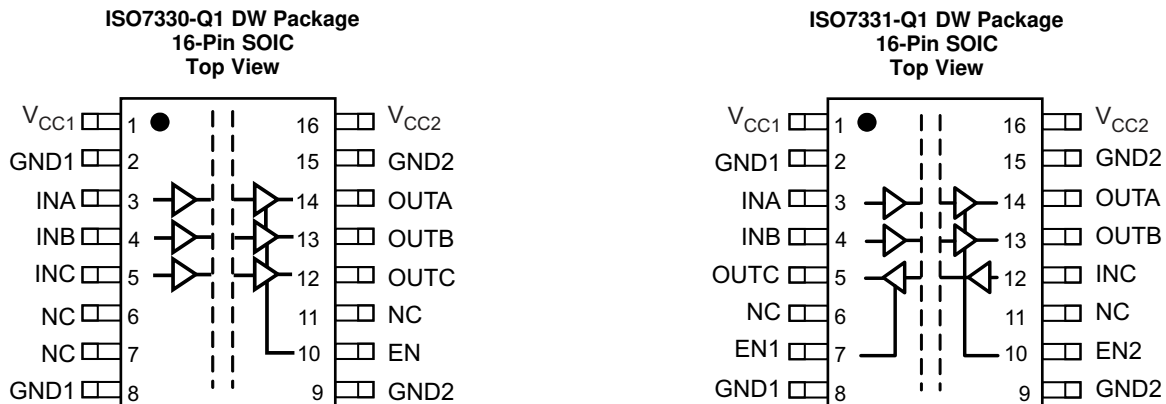 ISO7330-Q1 DW Package
16-Pin SOIC
Top View
VCC1 1 16 VCC2
GND1 2 15 GND2
INA 3 14 OUTA
INB 4 13 OUTB
INC 5 12 OUTC
NC 6 11 NC
NC 7 10 EN
GND1 8 9 GND2
ISO7331-Q1 DW Package
16-Pin SOIC
Top View
VCC1 1 16 VCC2
GND1 2 15 GND2
INA 3 14 OUTA
INB 4 13 OUTB
OUTC 5 12 INC
NC 6 11 NC
EN1 7 10 EN2
GND1 8 9 GND2